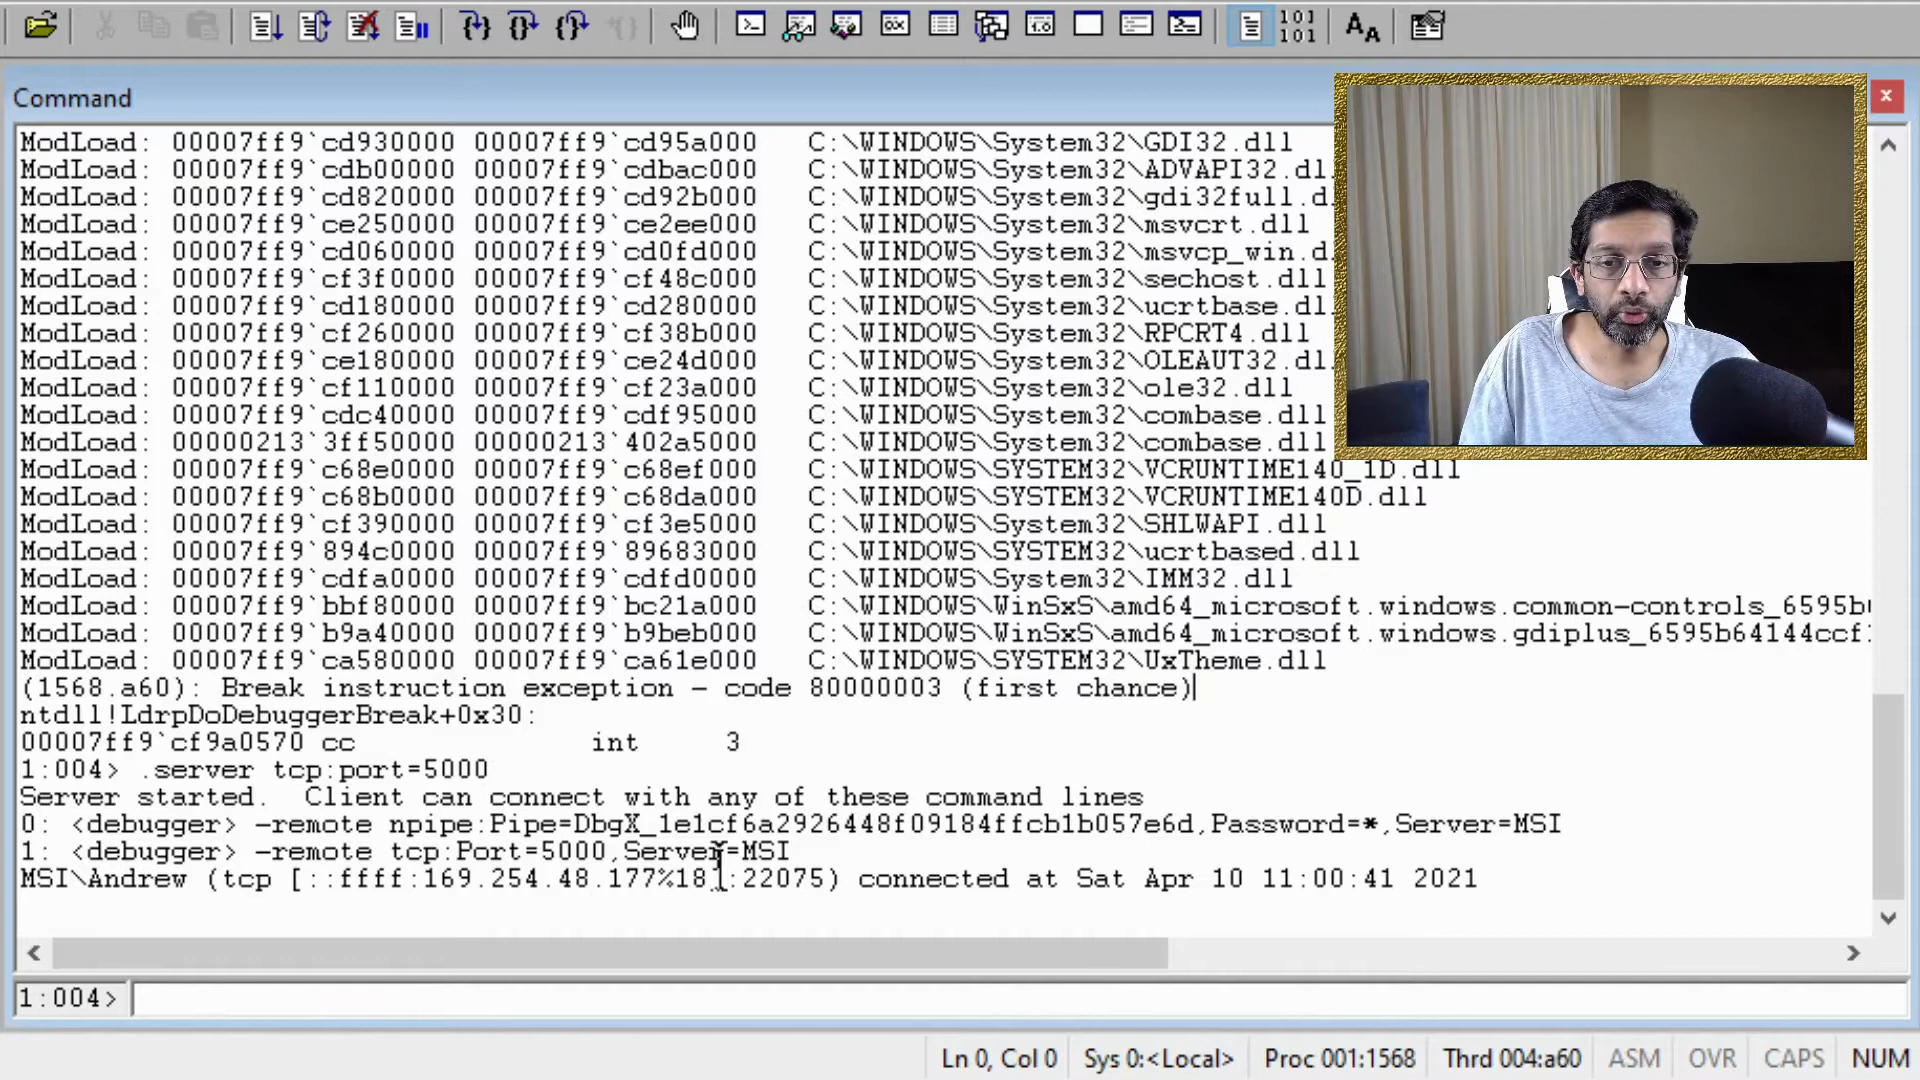 Command
ModLoad: 00007ff9`cd930000 00007ff9`cd95a000   C:\WINDOWS\System32\GDI32.dll
ModLoad: 00007ff9`cdb00000 00007ff9`cdbac000   C:\WINDOWS\System32\ADVAPI32.dl
ModLoad: 00007ff9`cd820000 00007ff9`cd92b000   C:\WINDOWS\System32\gdi32full.d
ModLoad: 00007ff9`ce250000 00007ff9`ce2ee000   C:\WINDOWS\System32\msvcrt.dll
ModLoad: 00007ff9`cd060000 00007ff9`cd0fd000   C:\WINDOWS\System32\msvcp_win.d
ModLoad: 00007ff9`cf3f0000 00007ff9`cf48c000   C:\WINDOWS\System32\sechost.dll
ModLoad: 00007ff9`cd180000 00007ff9`cd280000   C:\WINDOWS\System32\ucrtbase.dl
ModLoad: 00007ff9`cf260000 00007ff9`cf38b000   C:\WINDOWS\System32\RPCRT4.dll
ModLoad: 00007ff9`ce180000 00007ff9`ce24d000   C:\WINDOWS\System32\OLEAUT32.dl
ModLoad: 00007ff9`cf110000 00007ff9`cf23a000   C:\WINDOWS\System32\ole32.dll
ModLoad: 00007ff9`cdc40000 00007ff9`cdf95000   C:\WINDOWS\System32\combase.dll
ModLoad: 00000213`3ff50000 00000213`402a5000   C:\WINDOWS\System32\combase.dll
ModLoad: 00007ff9`c68e0000 00007ff9`c68ef000   C:\WINDOWS\SYSTEM32\VCRUNTIME140_1D.dll
ModLoad: 00007ff9`c68b0000 00007ff9`c68da000   C:\WINDOWS\SYSTEM32\VCRUNTIME140D.dll
ModLoad: 00007ff9`cf390000 00007ff9`cf3e5000   C:\WINDOWS\System32\SHLWAPI.dll
ModLoad: 00007ff9`894c0000 00007ff9`89683000   C:\WINDOWS\SYSTEM32\ucrtbased.dll
ModLoad: 00007ff9`cdfa0000 00007ff9`cdfd0000   C:\WINDOWS\System32\IMM32.dll
ModLoad: 00007ff9`bbf80000 00007ff9`bc21a000   C:\WINDOWS\WinSxS\amd64_microsoft.windows.common-controls_6595b
ModLoad: 00007ff9`b9a40000 00007ff9`b9beb000   C:\WINDOWS\WinSxS\amd64_microsoft.windows.gdiplus_6595b64144ccf1
ModLoad: 00007ff9`ca580000 00007ff9`ca61e000   C:\WINDOWS\SYSTEM32\UxTheme.dll
(1568.a60): Break instruction exception - code 80000003 (first chance)
ntdll!LdrpDoDebuggerBreak+0x30:
00007ff9`cf9a0570 cc              int     3
1:004> .server tcp:port=5000
Server started.  Client can connect with any of these command lines
0: <debugger> -remote npipe:Pipe=DbgX_1e1cf6a2926448f09184ffcb1b057e6d,Password=*,Server=MSI
1: <debugger> -remote tcp:Port=5000,Server=MSI
MSI\Andrew (tcp [::ffff:169.254.48.177%18]:22075) connected at Sat Apr 10 11:00:41 2021
1:004>
Ln 0, Col 0 Sys 0:<Local> Proc 001:1568 Thrd 004:a60 ASM OVR CAPS NUM